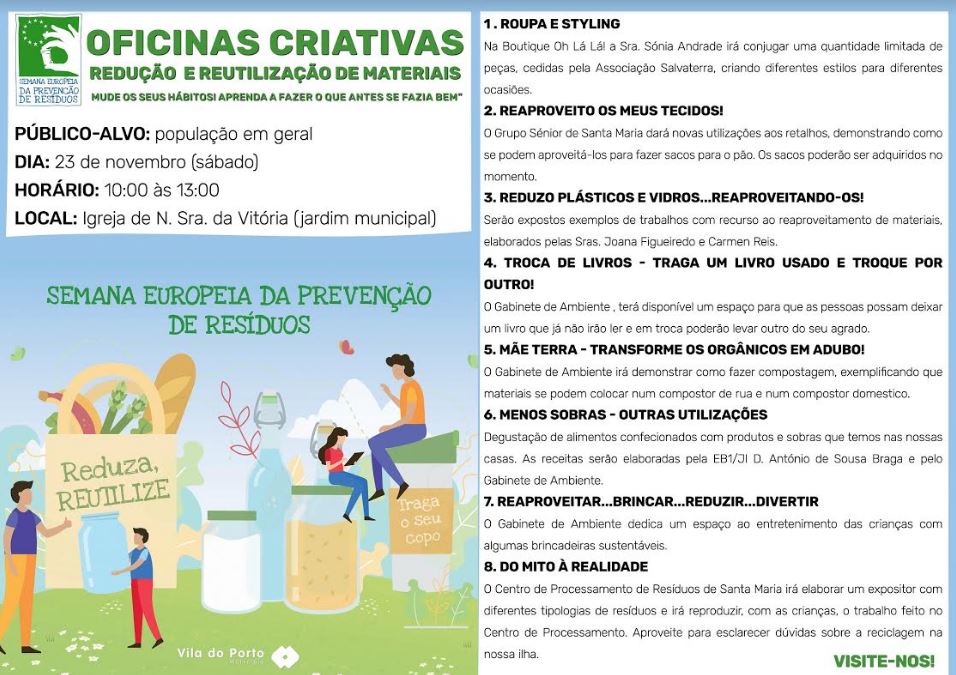 SEMANA EUROPEIA
DA PREVENÇÃO
DE RESÍDUOS
OFICINAS CRIATIVAS
REDUÇÃO E REUTILIZAÇÃO DE MATERIAIS
MUDE OS SEUS HÁBITOS! APRENDA A FAZER O QUE ANTES SE FAZIA BEM"
PÚBLICO-ALVO: população em geral
DIA: 23 de novembro (sábado)
HORÁRIO: 10:00 às 13:00
LOCAL: Igreja de N. Sra. da Vitória (jardim municipal)
SEMANA EUROPEIA DA PREVENÇÃO
DE RESÍDUOS
Reduza,
REUTILIZE
Traga
o seu
copo
Vila do Porto
1 . ROUPA E STYLING
Na Boutique Oh Lá Lá! a Sra. Sónia Andrade irá conjugar uma quantidade limitada de
peças, cedidas pela Associação Salvaterra, criando diferentes estilos para diferentes
ocasiões.
2. REAPROVEITO OS MEUS TECIDOS!
O Grupo Sénior de Santa Maria dará novas utilizações aos retalhos, demonstrando como
se podem aproveitá-los para fazer sacos para o pão. Os sacos poderão ser adquiridos no
momento.
3. REDUZO PLÁSTICOS E VIDROS...REAPROVEITANDO-OS!
Serão expostos exemplos de trabalhos com recurso ao reaproveitamento de materiais,
elaborados pelas Sras. Joana Figueiredo e Carmen Reis.
4. TROCA DE LIVROS - TRAGA UM LIVRO USADO E TROQUE POR
OUTRO!
O Gabinete de Ambiente , terá disponível um espaço para que as pessoas possam deixar
um livro que já não irão ler e em troca poderão levar outro do seu agrado.
5. MÃE TERRA - TRANSFORME OS ORGÂNICOS EM ADUBO!
O Gabinete de Ambiente irá demonstrar como fazer compostagem, exemplificando que
materiais se podem colocar num compostor de rua e num compostor domestico.
6. MENOS SOBRAS - OUTRAS UTILIZAÇÕES
Degustação de alimentos confecionados com produtos e sobras que temos nas nossas
casas. As receitas serão elaboradas pela EB1/JI D. António de Sousa Braga e pelo
Gabinete de Ambiente.
7. REAPROVEITAR...BRINCAR...REDUZIR...DIVERTIR
O Gabinete de Ambiente dedica um espaço ao entretenimento das crianças com
algumas brincadeiras sustentáveis.
8. DO MITO À REALIDADE
O Centro de Processamento de Resíduos de Santa Maria irá elaborar um expositor com
diferentes tipologias de resíduos e irá reproduzir, com as crianças, o trabalho feito no
Centro de Processamento. Aproveite para esclarecer dúvidas sobre a reciclagem na
nossa ilha.
VISITE-NOS!